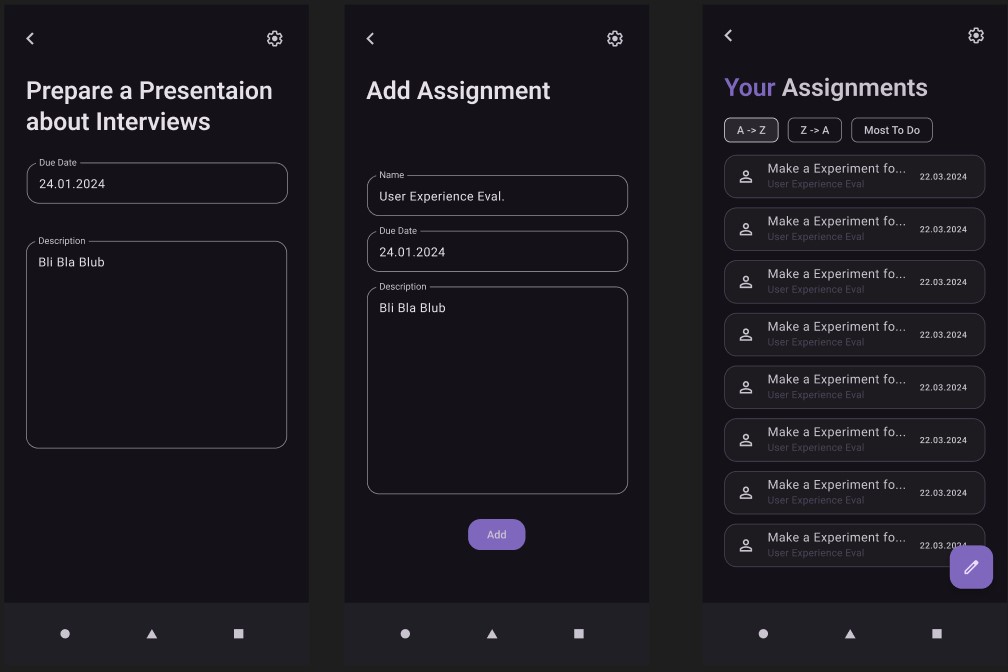 Prepare a Presentaion
about Interviews
Due Date
24.01.2024
Description
Bli Bla Blub
Add Assignment
Name
User Experience Eval.
Due Date
24.01.2024
Description
Bli Bla Blub
Add
Your Assignments
A -> Z
Z -> A
Most To Do
Make a Experiment fo...
22.03.2024
User Experience Eval
Make a Experiment fo...
22.03.2024
User Experience Eval
Make a Experiment fo...
22.03.2024
User Experience Eval
Make a Experiment fo...
22.03.2024
User Experience Eval
Make a Experiment fo...
22.03.2024
User Experience Eval
Make a Experiment fo...
22.03.2024
User Experience Eval
Make a Experiment fo...
22.03.2024
User Experience Eval
Make a Experiment fo...
22.03.2024
User Experience Eval